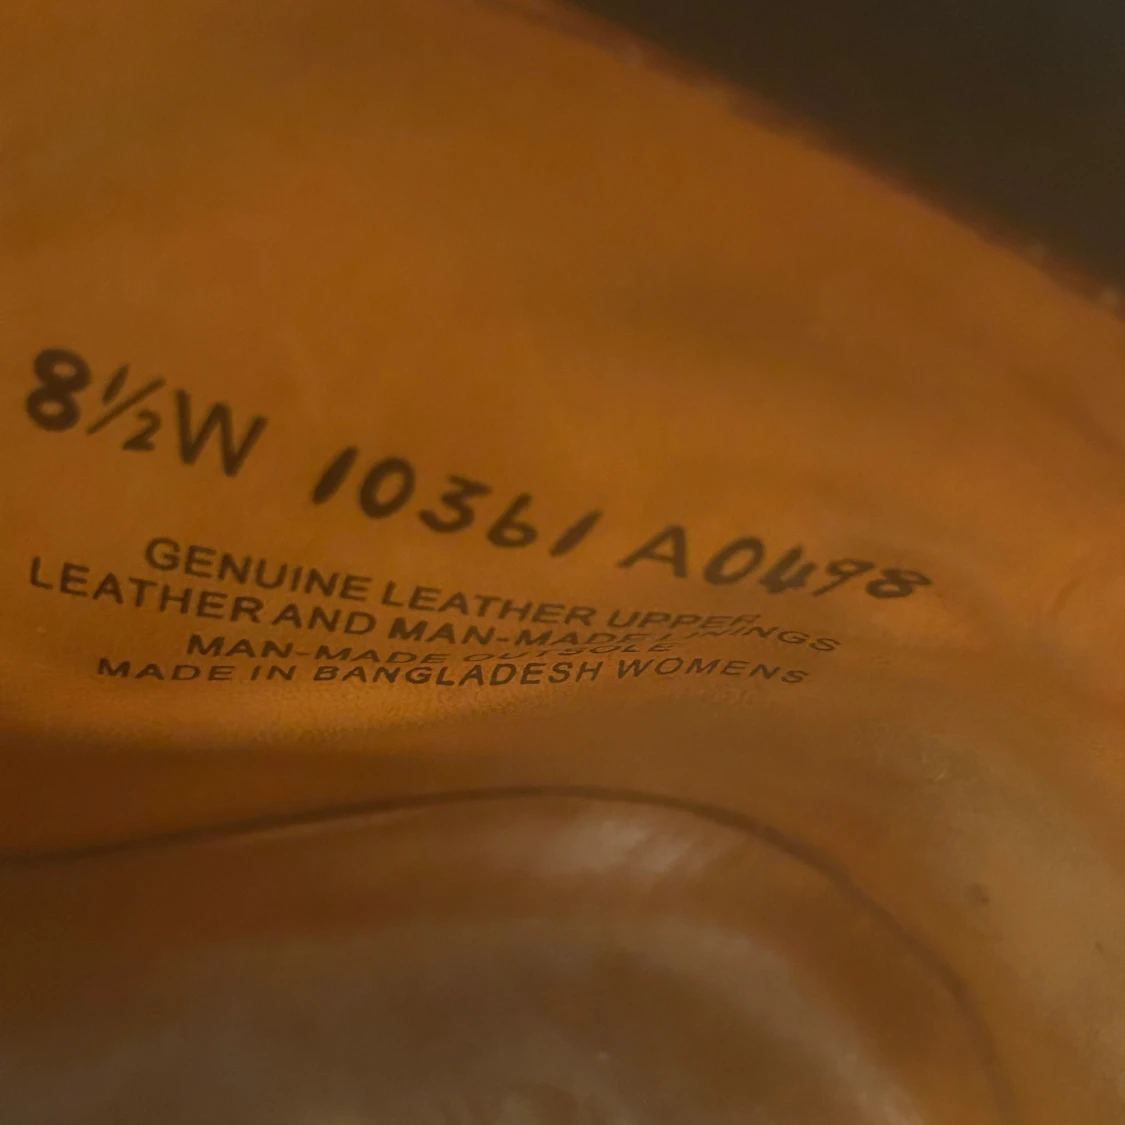 8½W 10361 A0498
GENUINE LEATHER UPPER
LEATHER AND MAN-MADE LININGS
MAN-MADE OUTSOLE
MADE IN BANGLADESH WOMENS